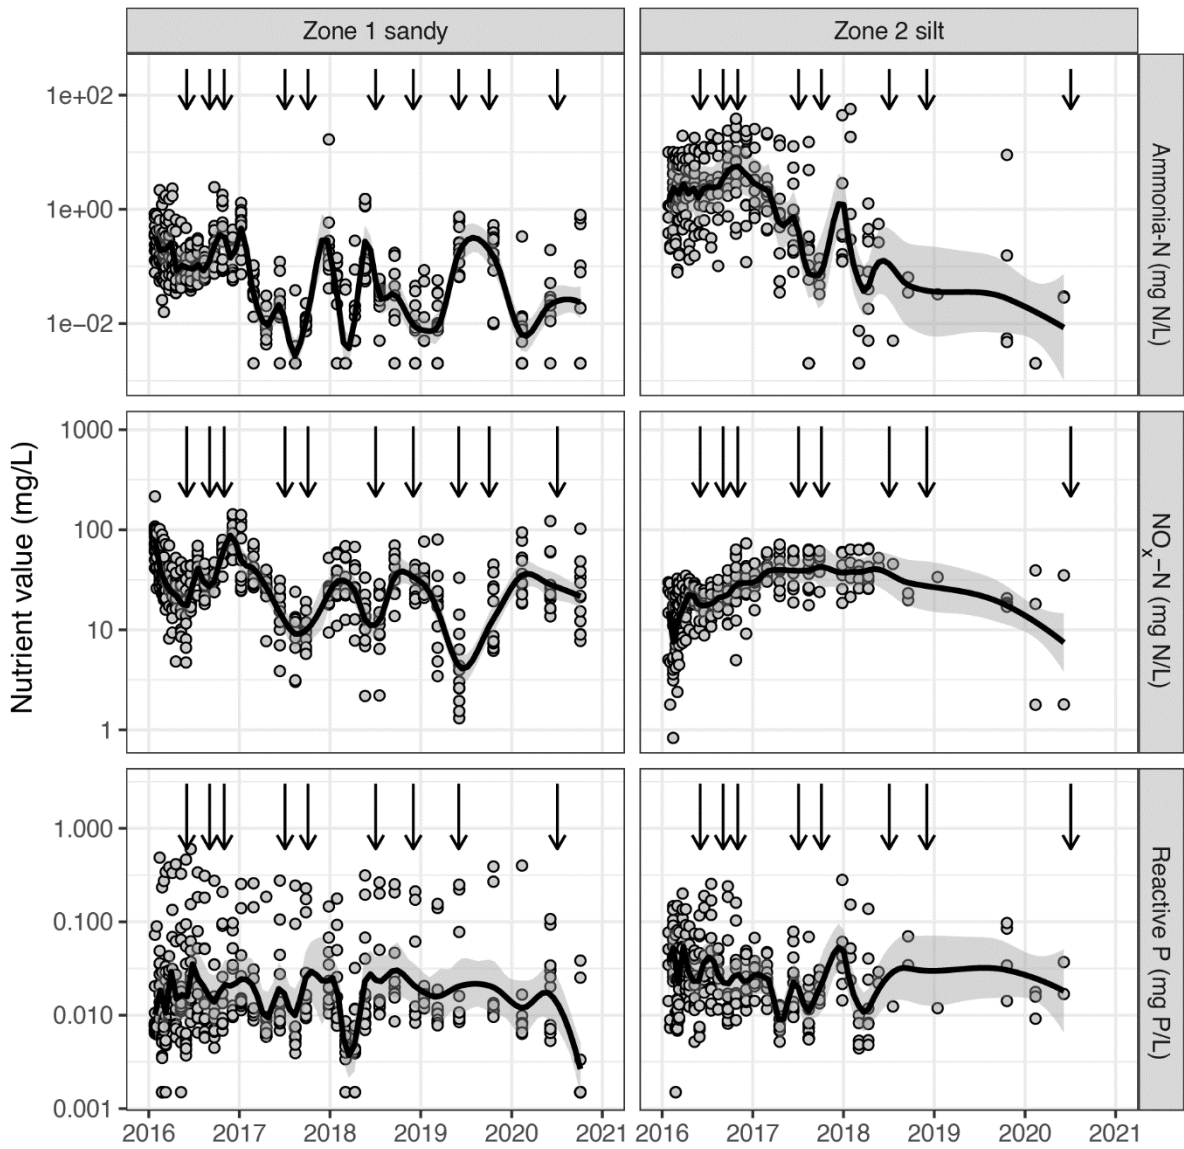 Zone 1 sandy
Zone 2 silt
Nutrient value (mg/L)
1e+02
1e+00
1e−02
Ammonia-N (mg N/L)
1000
100
10
1
NOx−N (mg N/L)
1.000
0.100
0.010
0.001
Reactive P (mg P/L)
2016 2017 2018 2019 2020 2021
2016 2017 2018 2019 2020 2021